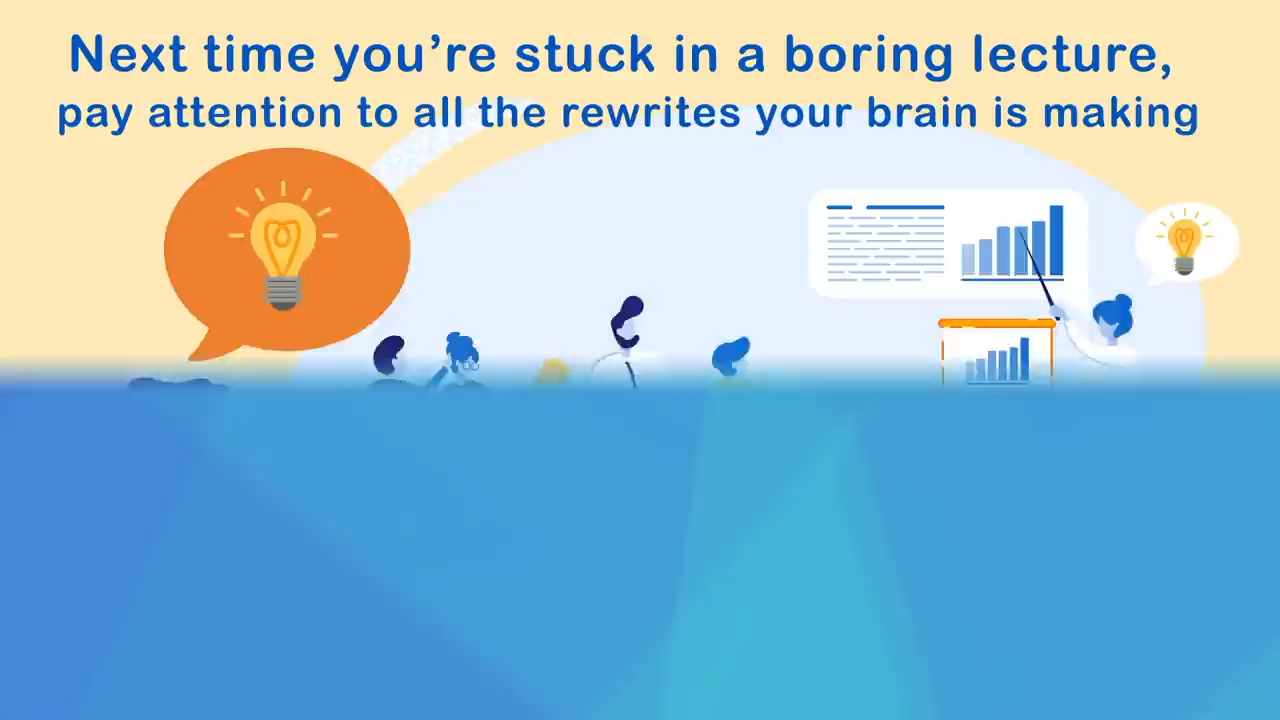 Next time you’re stuck in a boring lecture,
pay attention to all the rewrites your brain is making